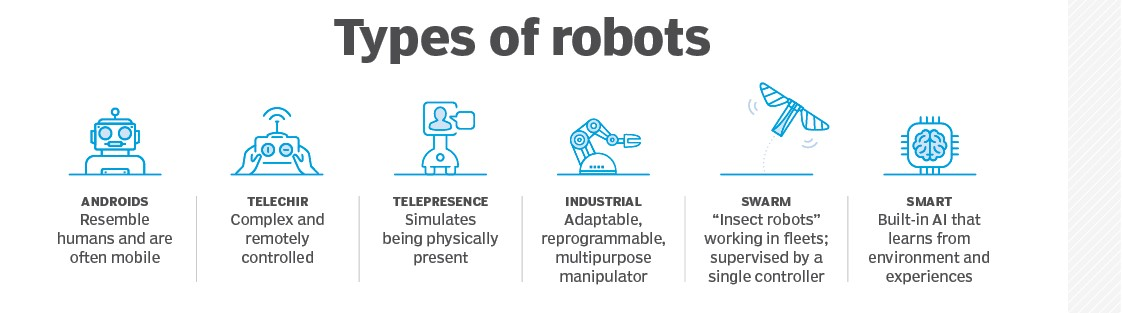 Types of robots
ANDROIDS
Resemble
humans and are
often mobile
TELECHIR
Complex and
remotely
controlled
TELEPRESENCE
Simulates
being physically
present
INDUSTRIAL
Adaptable,
reprogrammable,
multipurpose
manipulator
SWARM
“Insect robots”
working in fleets;
supervised by a
single controller
SMART
Built-in AI that
learns from
environment and
experiences